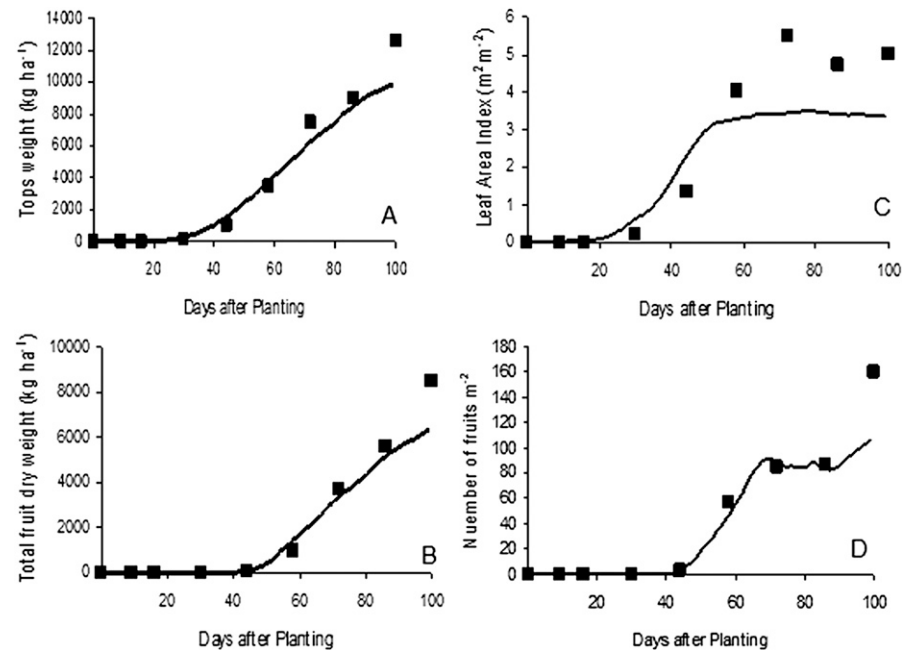 14000
12000
10000
8000
6000
4000
2000
0
20 40 60 80 100
Tops weight (kg ha⁻¹)
A
Days after Planting
6
5
4
3
2
1
0
20 40 60 80 100
Leaf Area Index (m² m⁻²)
C
Days after Planting
10000
8000
6000
4000
2000
0
20 40 60 80 100
Total fruit dry weight (kg ha⁻¹)
B
Days after Planting
180
160
140
120
100
80
60
40
20
0
20 40 60 80 100
Nuember of fruits m⁻²
D
Days after Planting